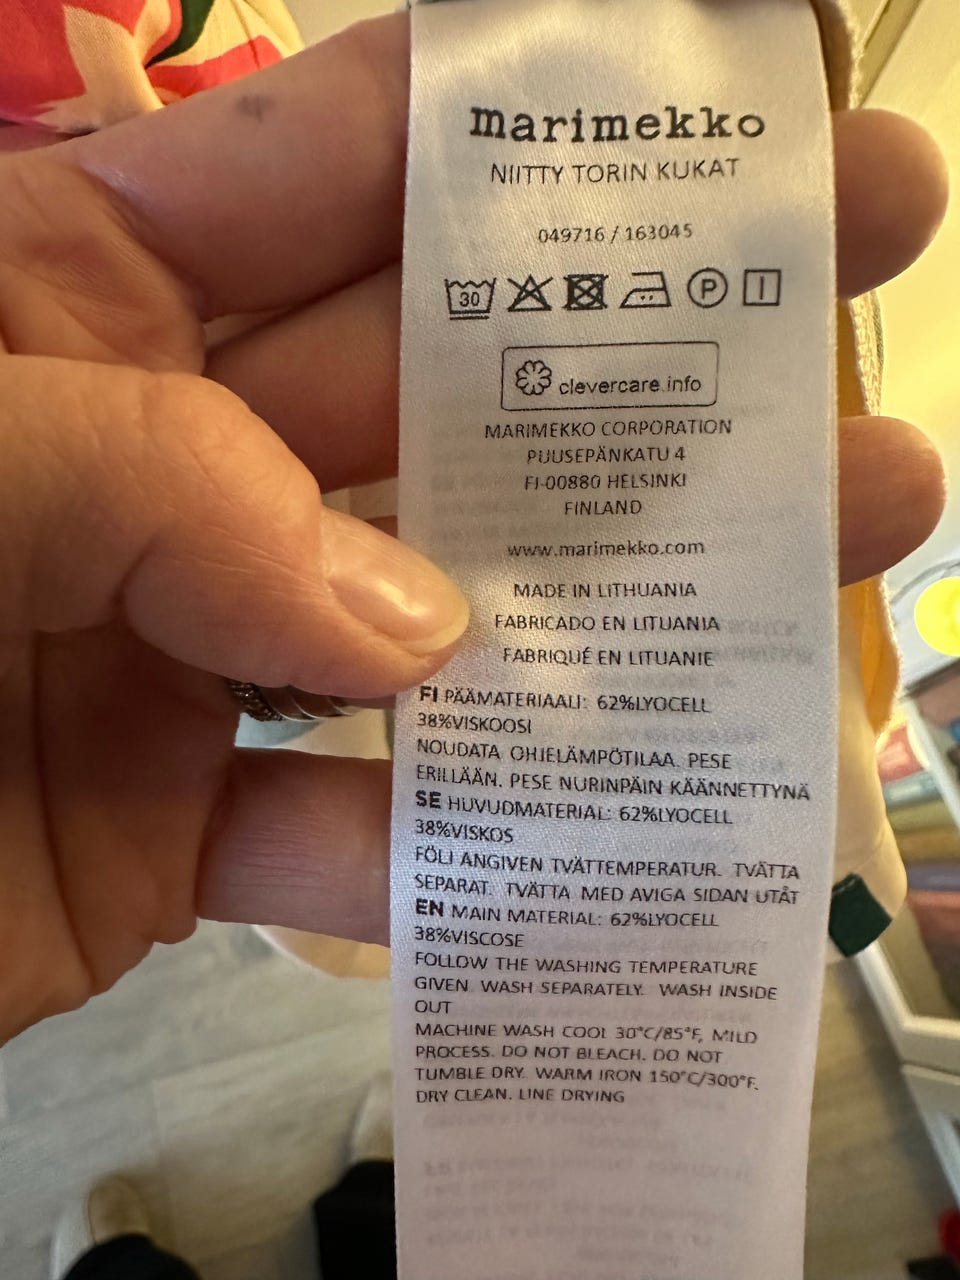 marimekko
NIITTY TORIN KUKAT
049716 / 163045
30 P
clevercare.info
MARIMEKKO CORPORATION
PUUSEPÄNKATU 4
FI-00880 HELSINKI
FINLAND
www.marimekko.com
MADE IN LITHUANIA
FABRICADO EN LITUANIA
FABRIQUÉ EN LITUANIE
FI PÄÄMATERIAALI: 62%LYOCELL
38%VISKOOSI
NOUDATA OHJELÄMPÖTILAA. PESE
ERILLÄÄN. PESE NURINPÄIN KÄÄNNETTYNÄ
SE HUVUDMATERIAL: 62%LYOCELL
38%VISKOS
FÖLJ ANGIVEN TVÄTTEMPERATUR. TVÄTTA
SEPARAT. TVÄTTA MED AVIGA SIDAN UTÅT
EN MAIN MATERIAL: 62%LYOCELL
38%VISCOSE
FOLLOW THE WASHING TEMPERATURE
GIVEN. WASH SEPARATELY. WASH INSIDE
OUT
MACHINE WASH COOL 30°C/85°F, MILD
PROCESS. DO NOT BLEACH. DO NOT
TUMBLE DRY. WARM IRON 150°C/300°F.
DRY CLEAN. LINE DRYING